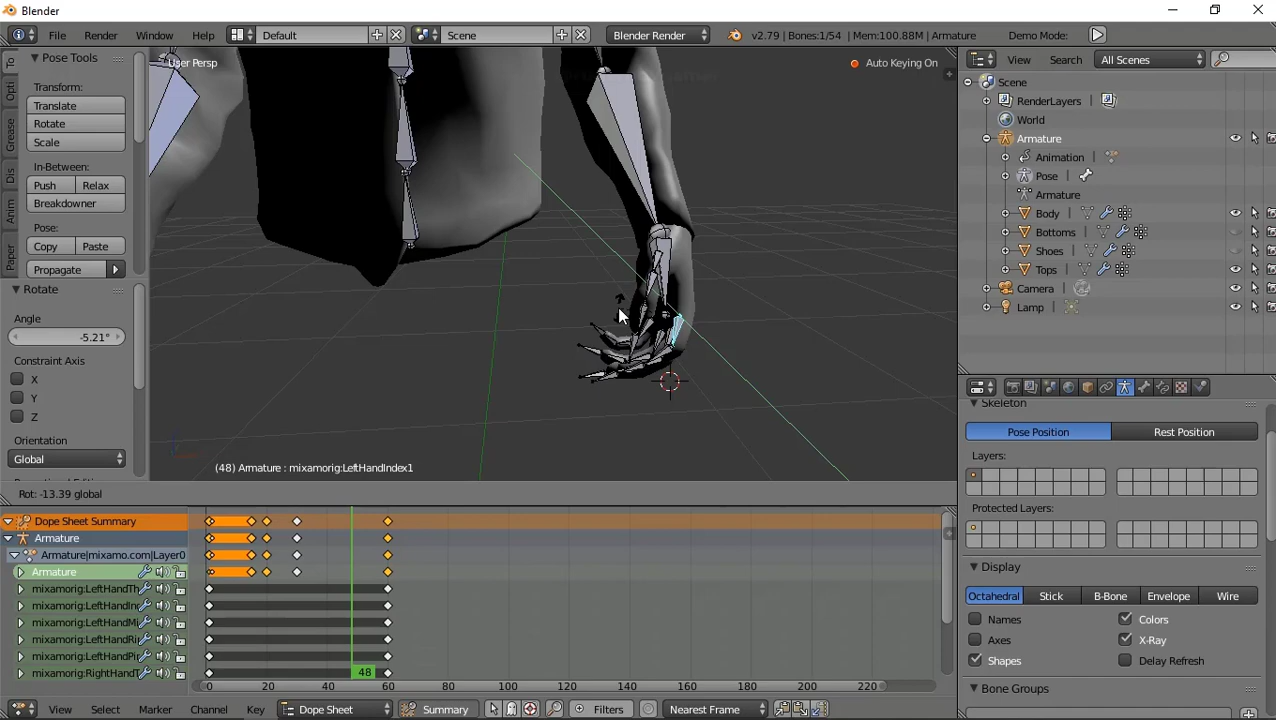 Blender
File Render Window Help Default Scene Blender Render v2.79 | Bones:1/54 | Mem:100.88M | Armature Demo Mode:
View Search All Scenes
Pose Tools
Transform:
Translate
Rotate
Scale
In-Between:
Push Relax
Breakdowner
Pose:
Copy Paste
Propagate
Rotate
Angle
-5.21°
Constraint Axis
X
Y
Z
Orientation
Global
To
Opti
Grease
Dis
Anim
Paper
User Persp
Auto Keying On
(48) Armature : mixamorig:LeftHandIndex1
Rot: -13.39 global
Scene
RenderLayers
World
Armature
Animation
Pose
Armature
Body
Bottoms
Shoes
Tops
Camera
Lamp
Skeleton
Pose Position Rest Position
Layers:
Protected Layers:
Display
Octahedral Stick B-Bone Envelope Wire
Names Colors
Axes X-Ray
Shapes Delay Refresh
Bone Groups
Dope Sheet Summary
Armature
Armature|mixamo.com|Layer0
Armature
mixamorig:LeftHandTh
mixamorig:LeftHandIn
mixamorig:LeftHandMi
mixamorig:LeftHandRi
mixamorig:LeftHandPin
mixamorig:RightHandT
48
0 20 40 60 80 100 120 140 160 180 200 220
View Select Marker Channel Key Dope Sheet Summary Filters Nearest Frame